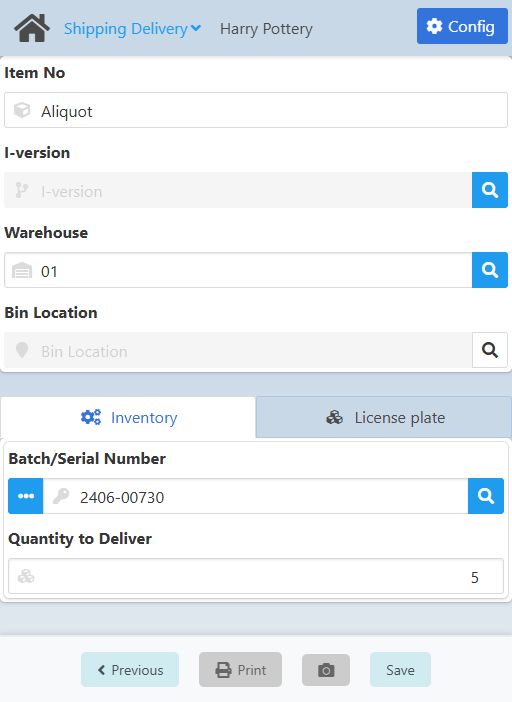 Shipping Delivery Harry Pottery Config
Item No
Aliquot
I-version
I-version
Warehouse
01
Bin Location
Bin Location
Inventory License plate
Batch/Serial Number
2406-00730
Quantity to Deliver
5
Previous Print Save